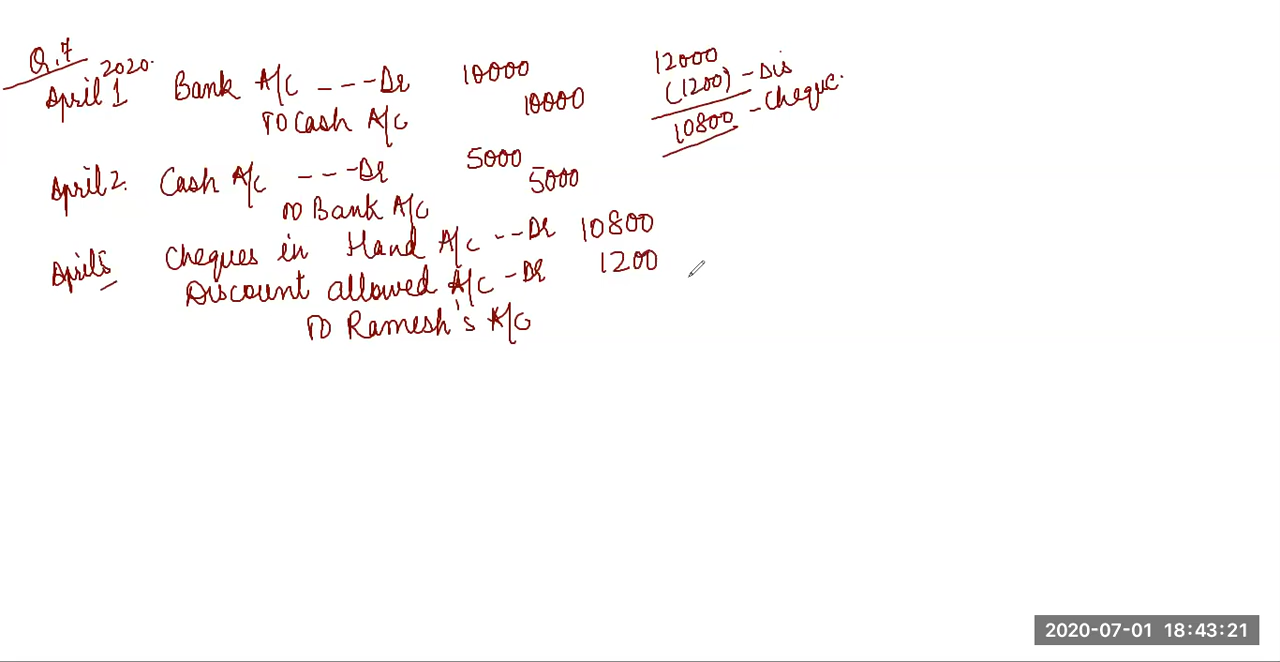 Q.7
2020.
April 1 Bank A/c - - - Dr 10000
To Cash A/c 10000
12000
(1200) - Dis
10800 - Cheque.
April 2. Cash A/c - - - Dr 5000
To Bank A/c 5000
April 5 Cheques in Hand A/c - - Dr 10800
Discount allowed A/c - Dr 1200
To Ramesh's A/c
2020-07-01 18:43:21